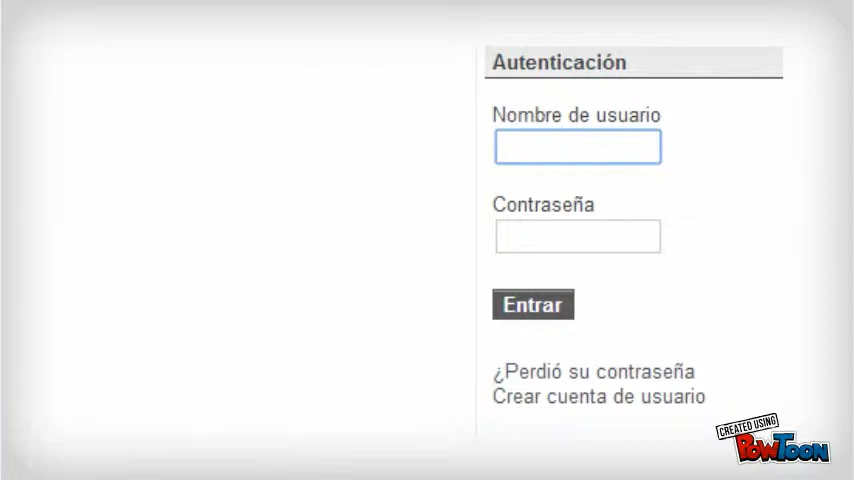 Autenticación
Nombre de usuario
Contraseña
Entrar
¿Perdió su contraseña
Crear cuenta de usuario
CREATED USING
POWTOON